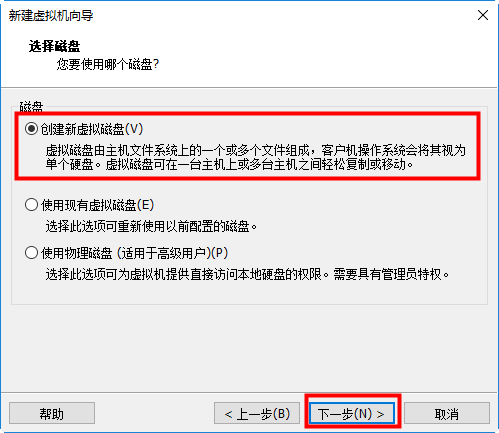 新建虚拟机向导
选择磁盘
您要使用哪个磁盘?
磁盘
创建新虚拟磁盘(V)
虚拟磁盘由主机文件系统上的一个或多个文件组成，客户机操作系统会将其视为
单个硬盘。虚拟磁盘可在一台主机上或多台主机之间轻松复制或移动。
使用现有虚拟磁盘(E)
选择此选项可重新使用以前配置的磁盘。
使用物理磁盘 (适用于高级用户)(P)
选择此选项可为虚拟机提供直接访问本地硬盘的权限。需要具有管理员特权。
帮助
< 上一步(B)
下一步(N) >
取消